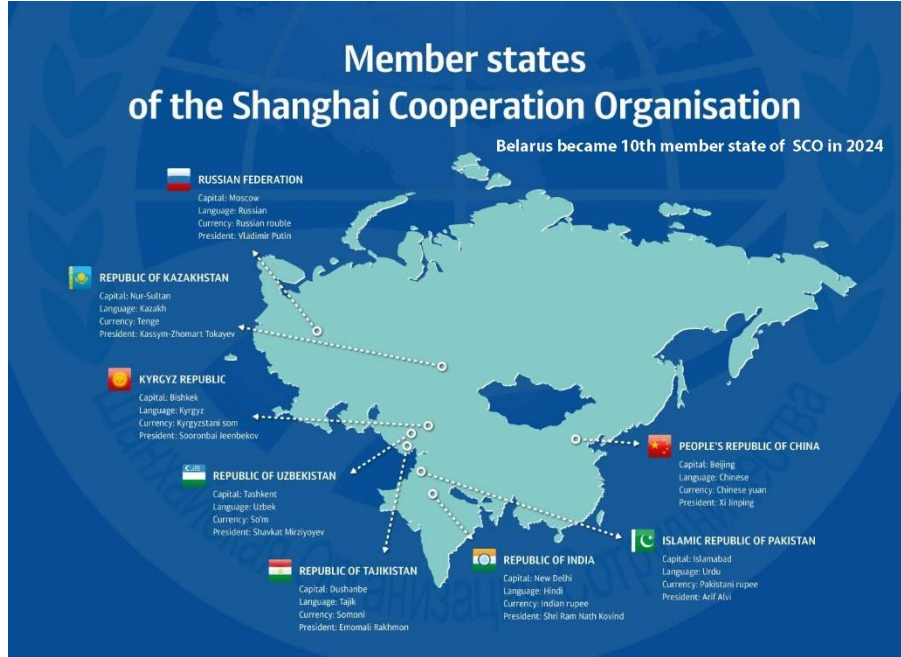 Member states
of the Shanghai Cooperation Organisation
Belarus became 10th member state of SCO in 2024
RUSSIAN FEDERATION
Capital: Moscow
Language: Russian
Currency: Russian rouble
President: Vladimir Putin
REPUBLIC OF KAZAKHSTAN
Capital: Nur-Sultan
Language: Kazakh
Currency: Tenge
President: Kassym-Zhomart Tokayev
KYRGYZ REPUBLIC
Capital: Bishkek
Language: Kyrgyz
Currency: Kyrgyzstani som
President: Sooronbai Jeenbekov
REPUBLIC OF UZBEKISTAN
Capital: Tashkent
Language: Uzbek
Currency: So'm
President: Shavkat Mirziyoyev
REPUBLIC OF TAJIKISTAN
Capital: Dushanbe
Language: Tajik
Currency: Somoni
President: Emomali Rakhmon
REPUBLIC OF INDIA
Capital: New Delhi
Language: Hindi
Currency: Indian rupee
President: Shri Ram Nath Kovind
ISLAMIC REPUBLIC OF PAKISTAN
Capital: Islamabad
Language: Urdu
Currency: Pakistani rupee
President: Arif Alvi
PEOPLE'S REPUBLIC OF CHINA
Capital: Beijing
Language: Chinese
Currency: Chinese yuan
President: Xi Jinping